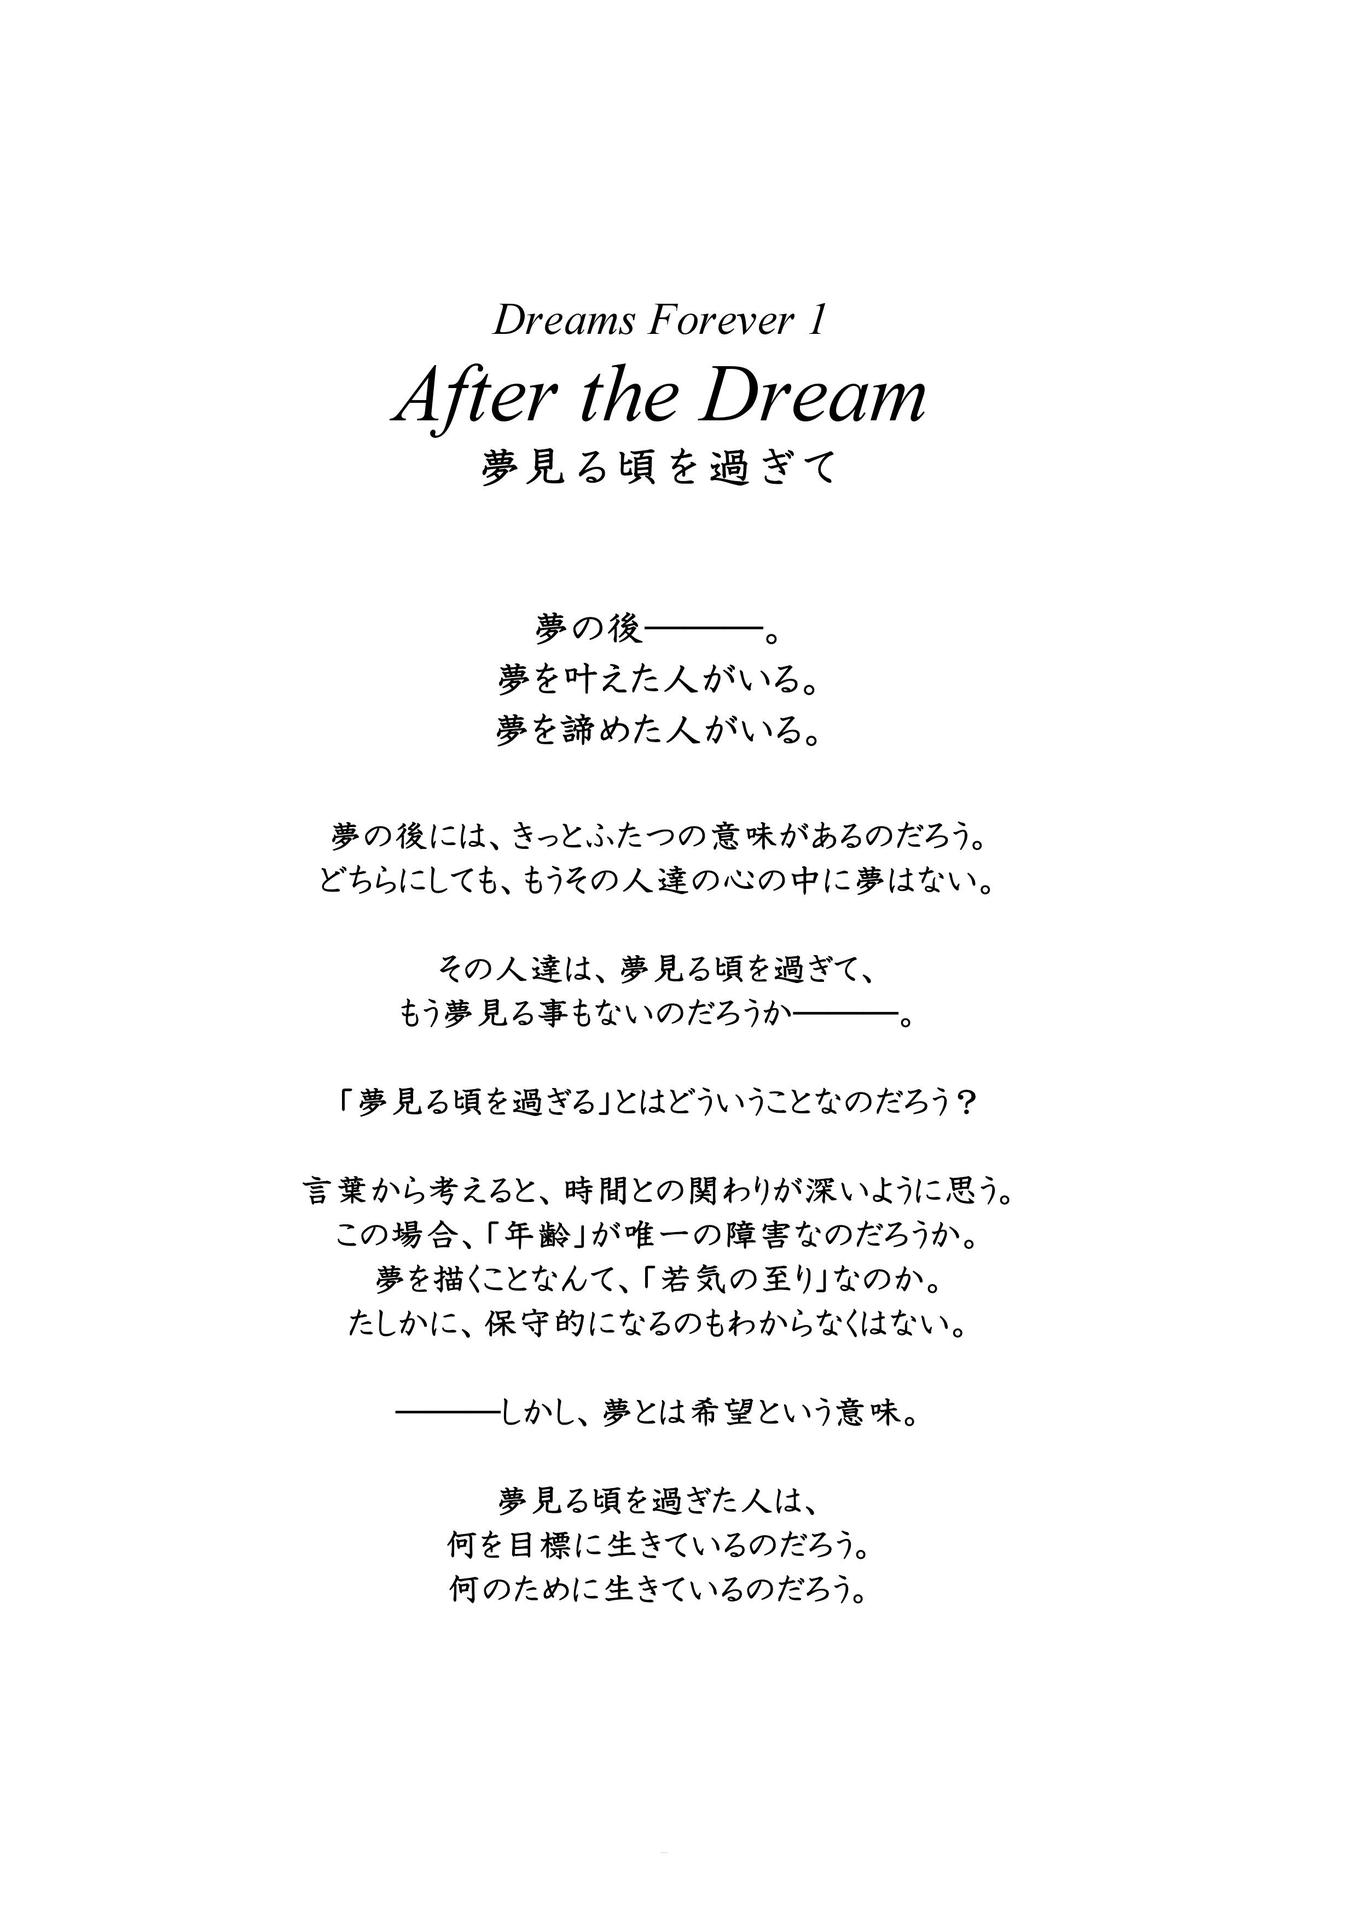 Dreams Forever 1
After the Dream
夢見る頃を過ぎて
夢の後―――。
夢を叶えた人がいる。
夢を諦めた人がいる。
夢の後には、きっとふたつの意味があるのだろう。
どちらにしても、もうその人達の心の中に夢はない。
その人達は、夢見る頃を過ぎて、
もう夢見る事もないのだろうか―――。
「夢見る頃を過ぎる」とはどういうことなのだろう？
言葉から考えると、時間との関わりが深いように思う。
この場合、「年齢」が唯一の障害なのだろうか。
夢を描くことなんて、「若気の至り」なのか。
たしかに、保守的になるのもわからなくはない。
―――しかし、夢とは希望という意味。
夢見る頃を過ぎた人は、
何を目標に生きているのだろう。
何のために生きているのだろう。